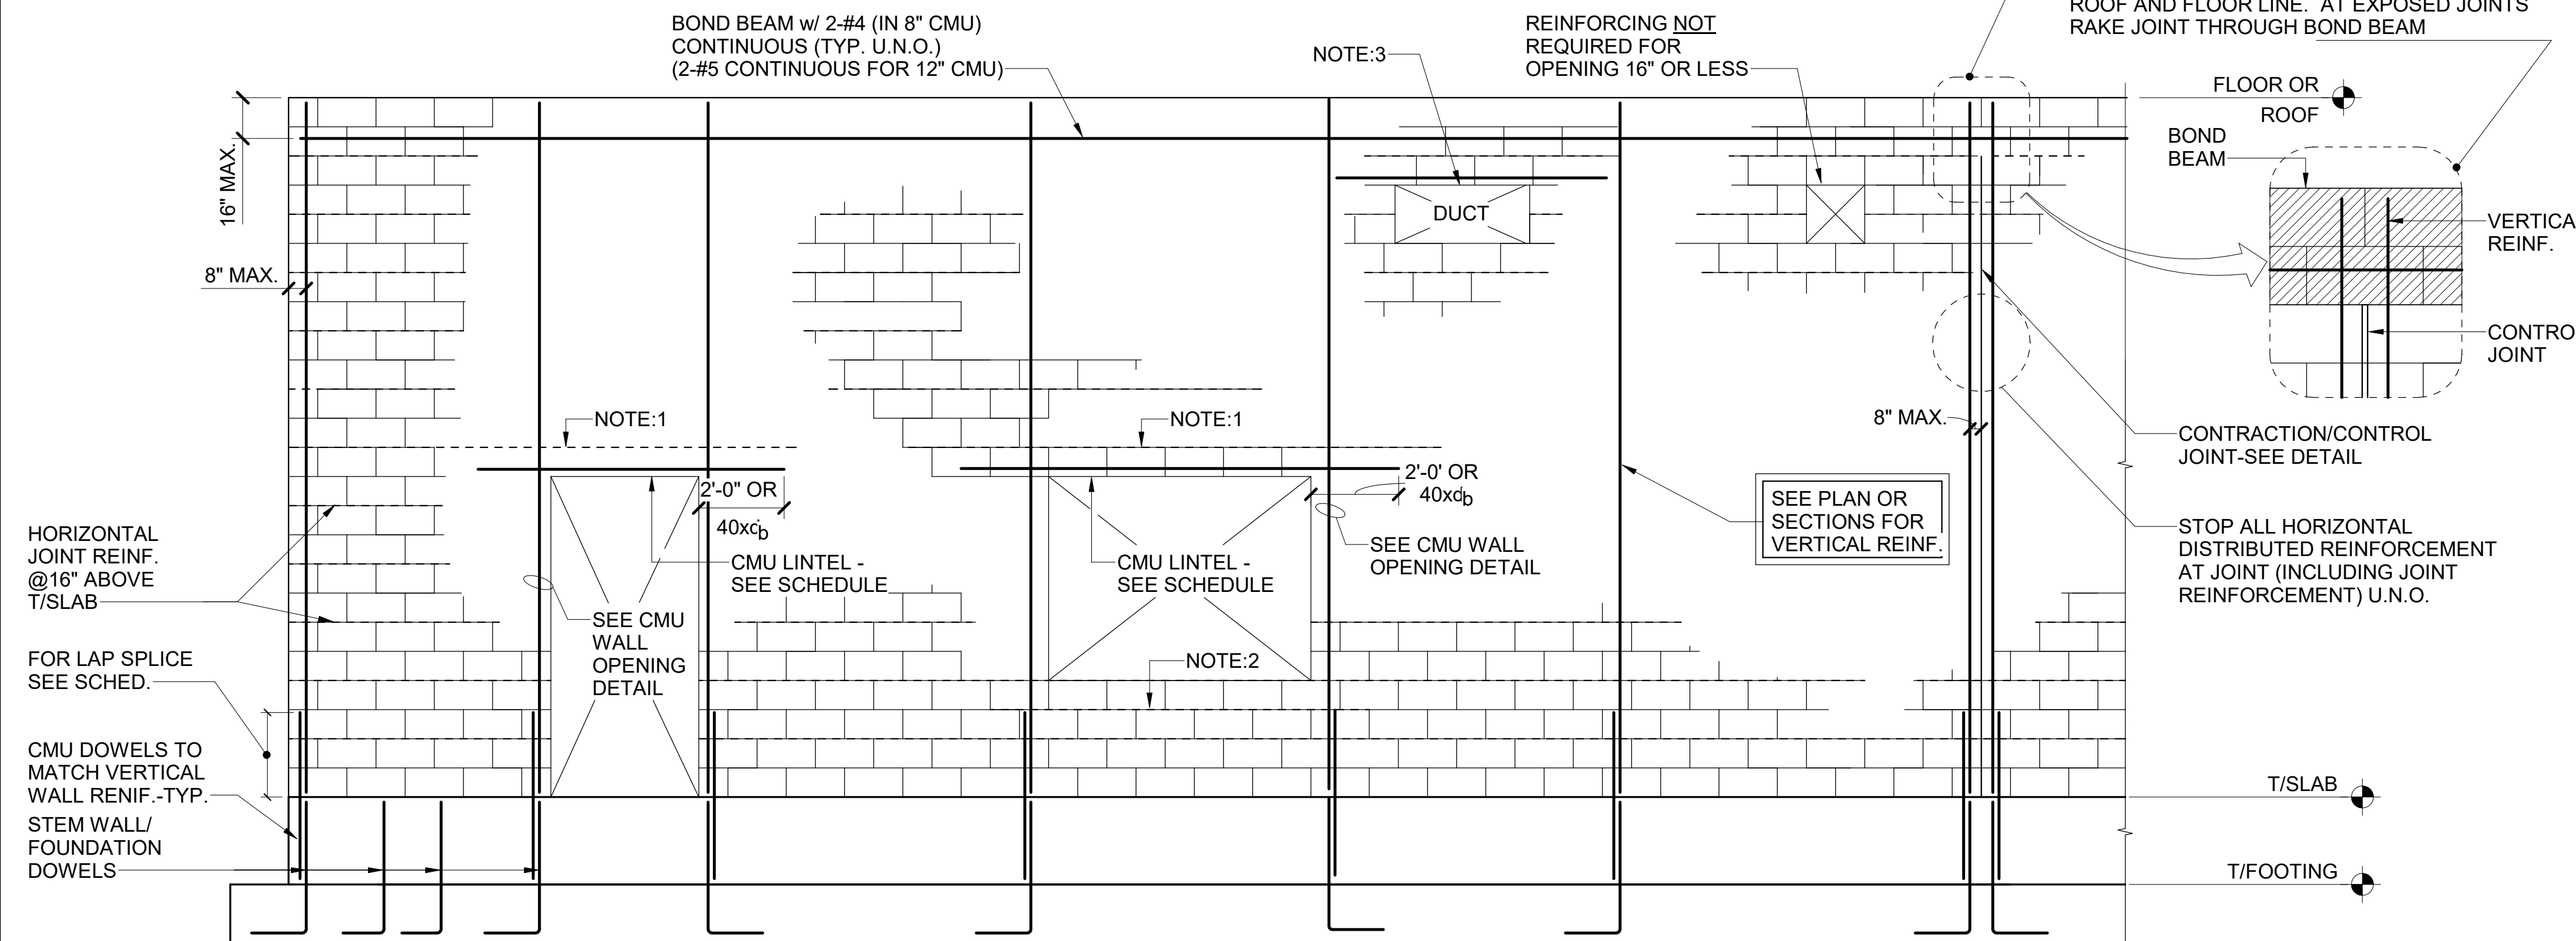 BOND BEAM w/ 2-#4 (IN 8" CMU)
CONTINUOUS (TYP. U.N.O.)
(2-#5 CONTINUOUS FOR 12" CMU)
NOTE:3
REINFORCING NOT
REQUIRED FOR
OPENING 16" OR LESS
ROOF AND FLOOR LINE. AT EXPOSED JOINTS
RAKE JOINT THROUGH BOND BEAM
FLOOR OR
ROOF
BOND
BEAM
VERTICA
REINF.
CONTRO
JOINT
16" MAX.
8" MAX.
DUCT
NOTE:1
NOTE:1
8" MAX.
CONTRACTION/CONTROL
JOINT-SEE DETAIL
2'-0" OR
40xd b
2'-0' OR
40xd b
SEE PLAN OR
SECTIONS FOR
VERTICAL REINF.
STOP ALL HORIZONTAL
DISTRIBUTED REINFORCEMENT
AT JOINT (INCLUDING JOINT
REINFORCEMENT) U.N.O.
HORIZONTAL
JOINT REINF.
@16" ABOVE
T/SLAB
CMU LINTEL -
SEE SCHEDULE
CMU LINTEL -
SEE SCHEDULE
SEE CMU WALL
OPENING DETAIL
SEE CMU
WALL
OPENING
DETAIL
NOTE:2
FOR LAP SPLICE
SEE SCHED.
CMU DOWELS TO
MATCH VERTICAL
WALL RENIF.-TYP.
STEM WALL/
FOUNDATION
DOWELS
T/SLAB
T/FOOTING